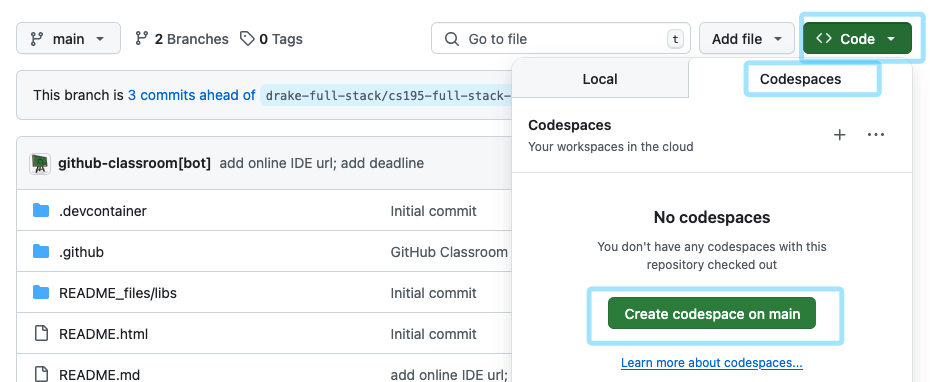 main
2 Branches
0 Tags
Go to file
t
Add file
Code
This branch is 3 commits ahead of drake-full-stack/cs195-full-stack-
Local
Codespaces
Codespaces
Your workspaces in the cloud
No codespaces
You don't have any codespaces with this
repository checked out
Create codespace on main
Learn more about codespaces...
github-classroom[bot] add online IDE url; add deadline
.devcontainer Initial commit
.github GitHub Classroom
README_files/libs Initial commit
README.html Initial commit
README.md add online IDE url;